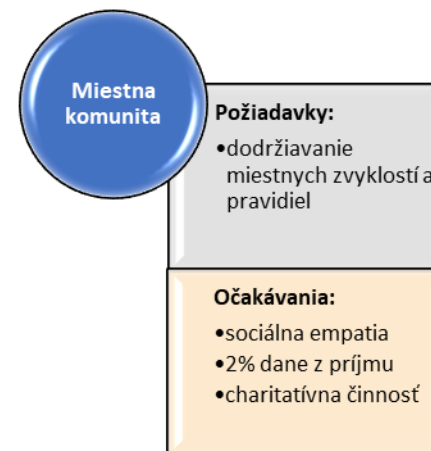 Miestna
komunita
Požiadavky:
•dodržiavanie
miestnych zvyklostí a
pravidiel
Očakávania:
•sociálna empatia
•2% dane z príjmu
•charitatívna činnosť